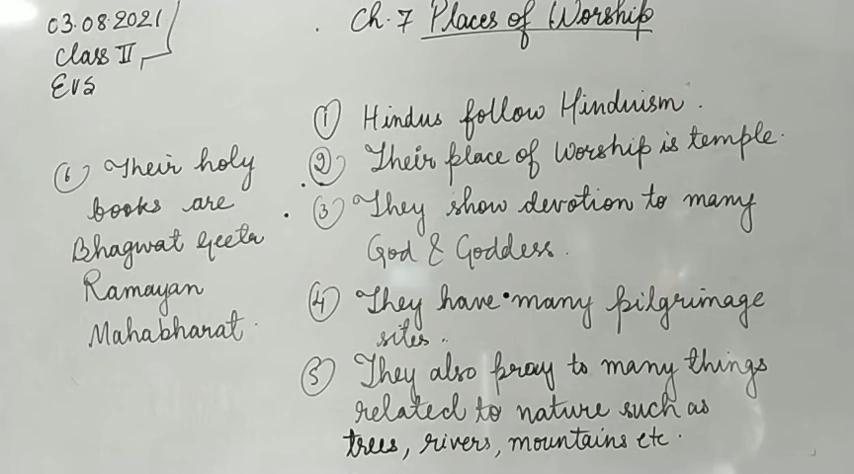 03.08.2021
Class II
EVS
Ch.7 Places of Worship
① Hindus follow Hinduism.
② Their place of Worship is temple.
③ They show devotion to many
God & Goddess.
④ They have many pilgrimage
sites.
⑤ They also pray to many things
related to nature such as
trees, rivers, mountains etc.
⑥ Their holy
books are
Bhagwat Geeta
Ramayan
Mahabharat.